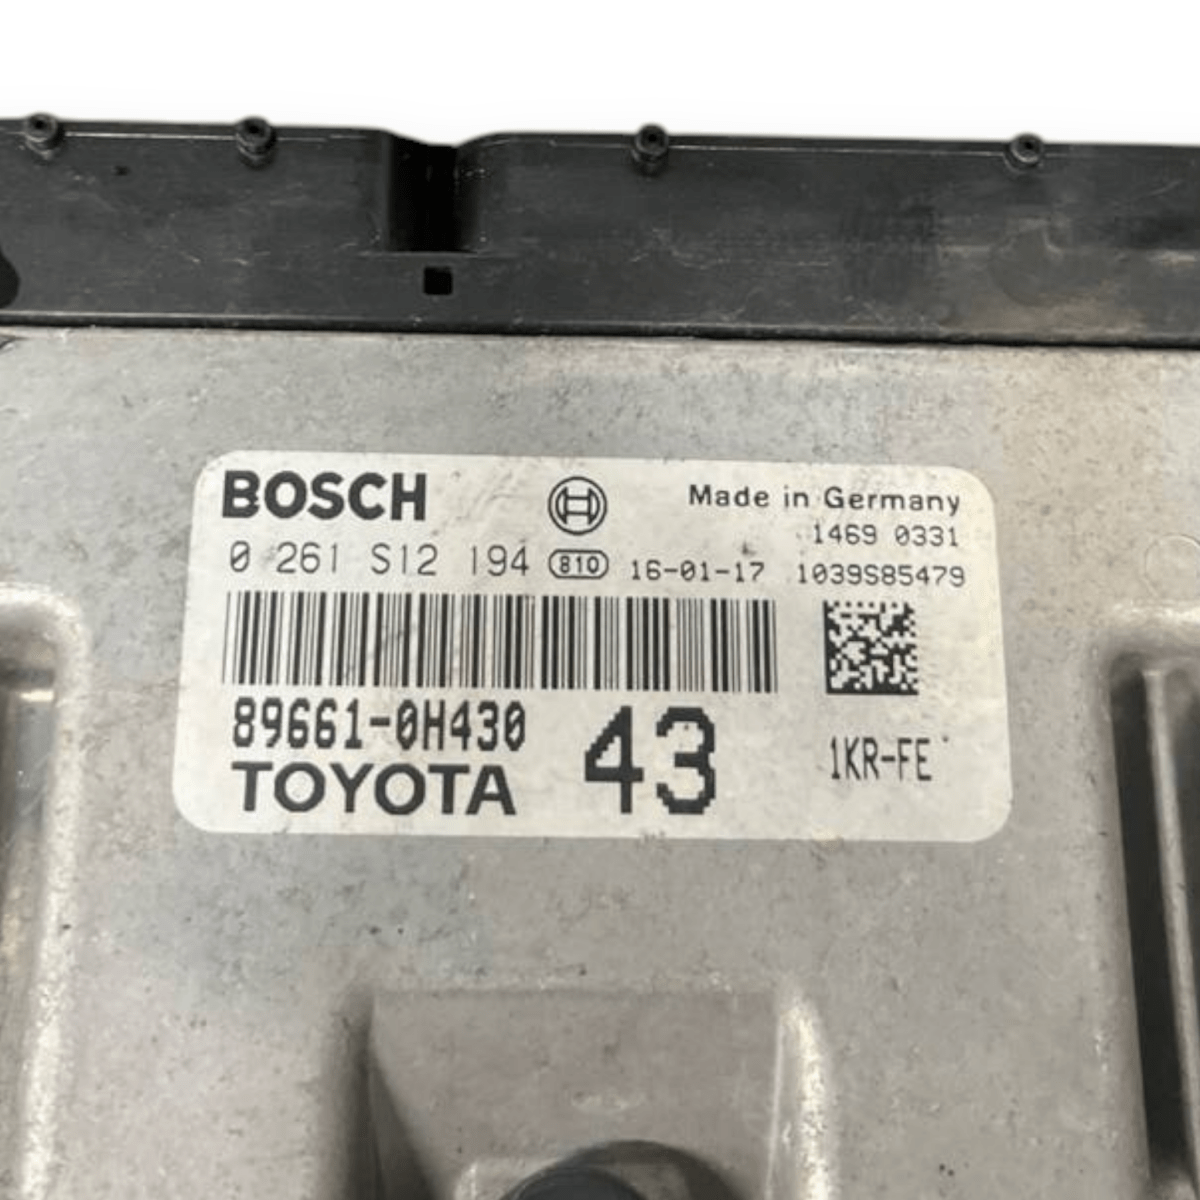 BOSCH Made in Germany
1469 0331
0 261 S12 194 810 16-01-17 1039S85479
89661-0H430 43 1KR-FE
TOYOTA